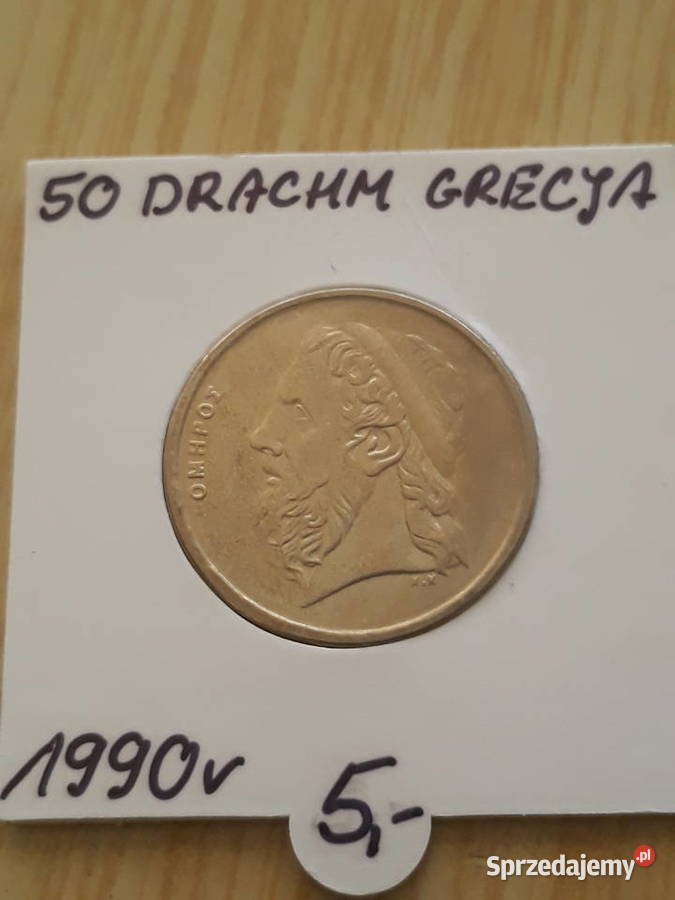 50 DRACHM GRECJA
ΟΜΗΡΟΣ
1990r
5,-
Sprzedajemy.pl